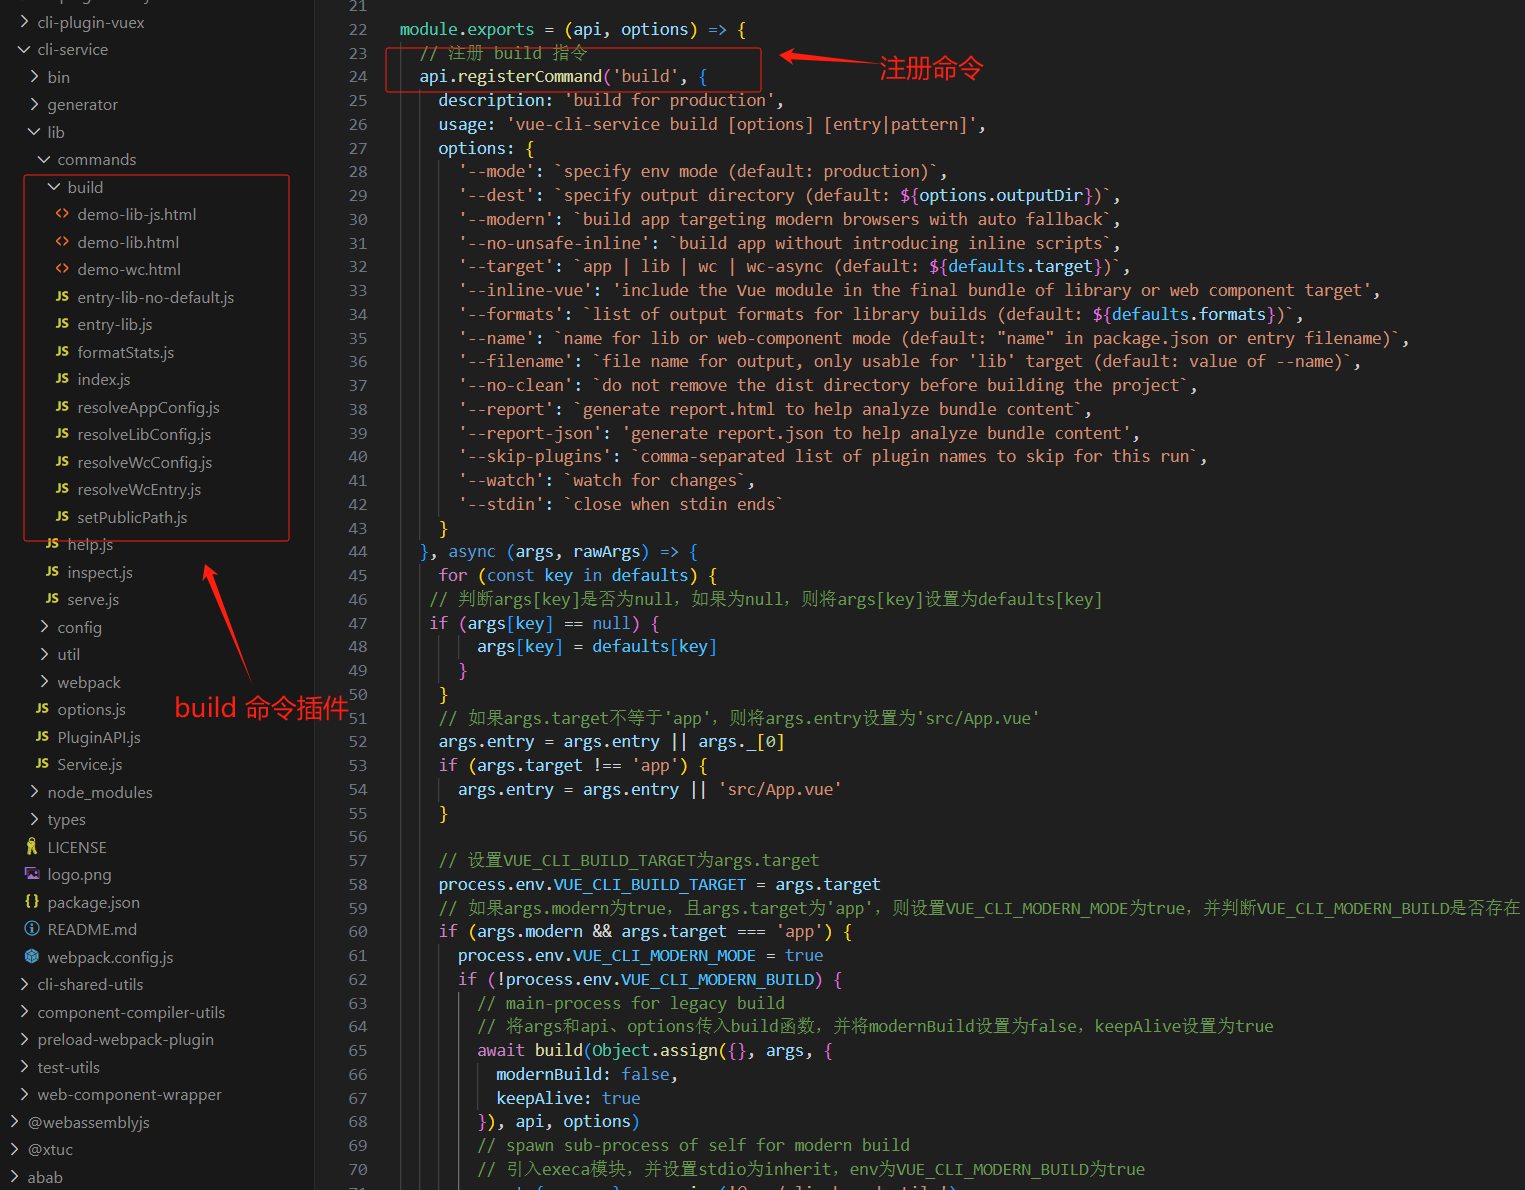 cli-plugin-vuex
cli-service
bin
generator
lib
commands
build
demo-lib-js.html
demo-lib.html
demo-wc.html
entry-lib-no-default.js
entry-lib.js
formatStats.js
index.js
resolveAppConfig.js
resolveLibConfig.js
resolveWcConfig.js
resolveWcEntry.js
setPublicPath.js
help.js
inspect.js
serve.js
config
util
webpack
options.js
PluginAPI.js
Service.js
node_modules
types
LICENSE
logo.png
package.json
README.md
webpack.config.js
cli-shared-utils
component-compiler-utils
preload-webpack-plugin
test-utils
web-component-wrapper
@webassemblyjs
@xtuc
abab
build 命令插件
21
22 module.exports = (api, options) => {
23 // 注册 build 指令
24 api.registerCommand('build', {
注册命令
25 description: 'build for production',
26 usage: 'vue-cli-service build [options] [entry|pattern]',
27 options: {
28 '--mode': `specify env mode (default: production)`,
29 '--dest': `specify output directory (default: ${options.outputDir})`,
30 '--modern': `build app targeting modern browsers with auto fallback`,
31 '--no-unsafe-inline': `build app without introducing inline scripts`,
32 '--target': `app | lib | wc | wc-async (default: ${defaults.target})`,
33 '--inline-vue': 'include the Vue module in the final bundle of library or web component target',
34 '--formats': `list of output formats for library builds (default: ${defaults.formats})`,
35 '--name': `name for lib or web-component mode (default: "name" in package.json or entry filename)`,
36 '--filename': `file name for output, only usable for 'lib' target (default: value of --name)`,
37 '--no-clean': `do not remove the dist directory before building the project`,
38 '--report': `generate report.html to help analyze bundle content`,
39 '--report-json': 'generate report.json to help analyze bundle content',
40 '--skip-plugins': `comma-separated list of plugin names to skip for this run`,
41 '--watch': `watch for changes`,
42 '--stdin': `close when stdin ends`
43 }
44 }, async (args, rawArgs) => {
45 for (const key in defaults) {
46 // 判断args[key]是否为null，如果为null，则将args[key]设置为defaults[key]
47 if (args[key] == null) {
48 args[key] = defaults[key]
49 }
50 }
51 // 如果args.target不等于'app'，则将args.entry设置为'src/App.vue'
52 args.entry = args.entry || args._[0]
53 if (args.target !== 'app') {
54 args.entry = args.entry || 'src/App.vue'
55 }
56
57 // 设置VUE_CLI_BUILD_TARGET为args.target
58 process.env.VUE_CLI_BUILD_TARGET = args.target
59 // 如果args.modern为true，且args.target为'app'，则设置VUE_CLI_MODERN_MODE为true，并判断VUE_CLI_MODERN_BUILD是否存在
60 if (args.modern && args.target === 'app') {
61 process.env.VUE_CLI_MODERN_MODE = true
62 if (!process.env.VUE_CLI_MODERN_BUILD) {
63 // main-process for legacy build
64 // 将args和api、options传入build函数，并将modernBuild设置为false，keepAlive设置为true
65 await build(Object.assign({}, args, {
66 modernBuild: false,
67 keepAlive: true
68 }), api, options)
69 // spawn sub-process of self for modern build
70 // 引入execa模块，并设置stdio为inherit，env为VUE_CLI_MODERN_BUILD为true